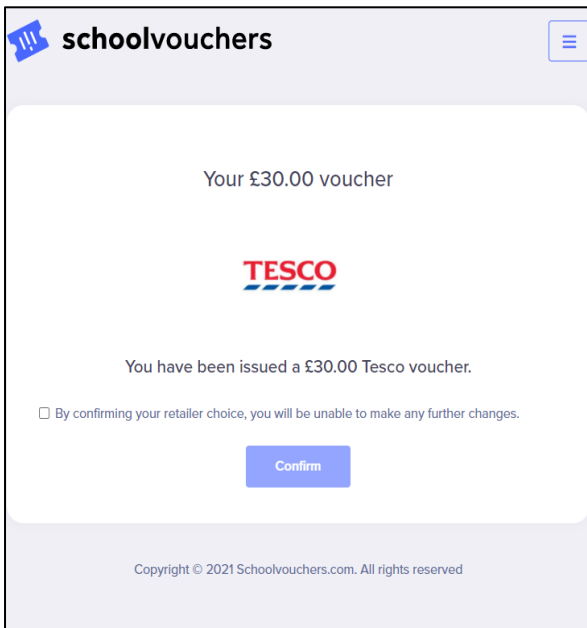 schoolvouchers
Your £30.00 voucher
TESCO
You have been issued a £30.00 Tesco voucher.
By confirming your retailer choice, you will be unable to make any further changes.
Confirm
Copyright © 2021 Schoolvouchers.com. All rights reserved